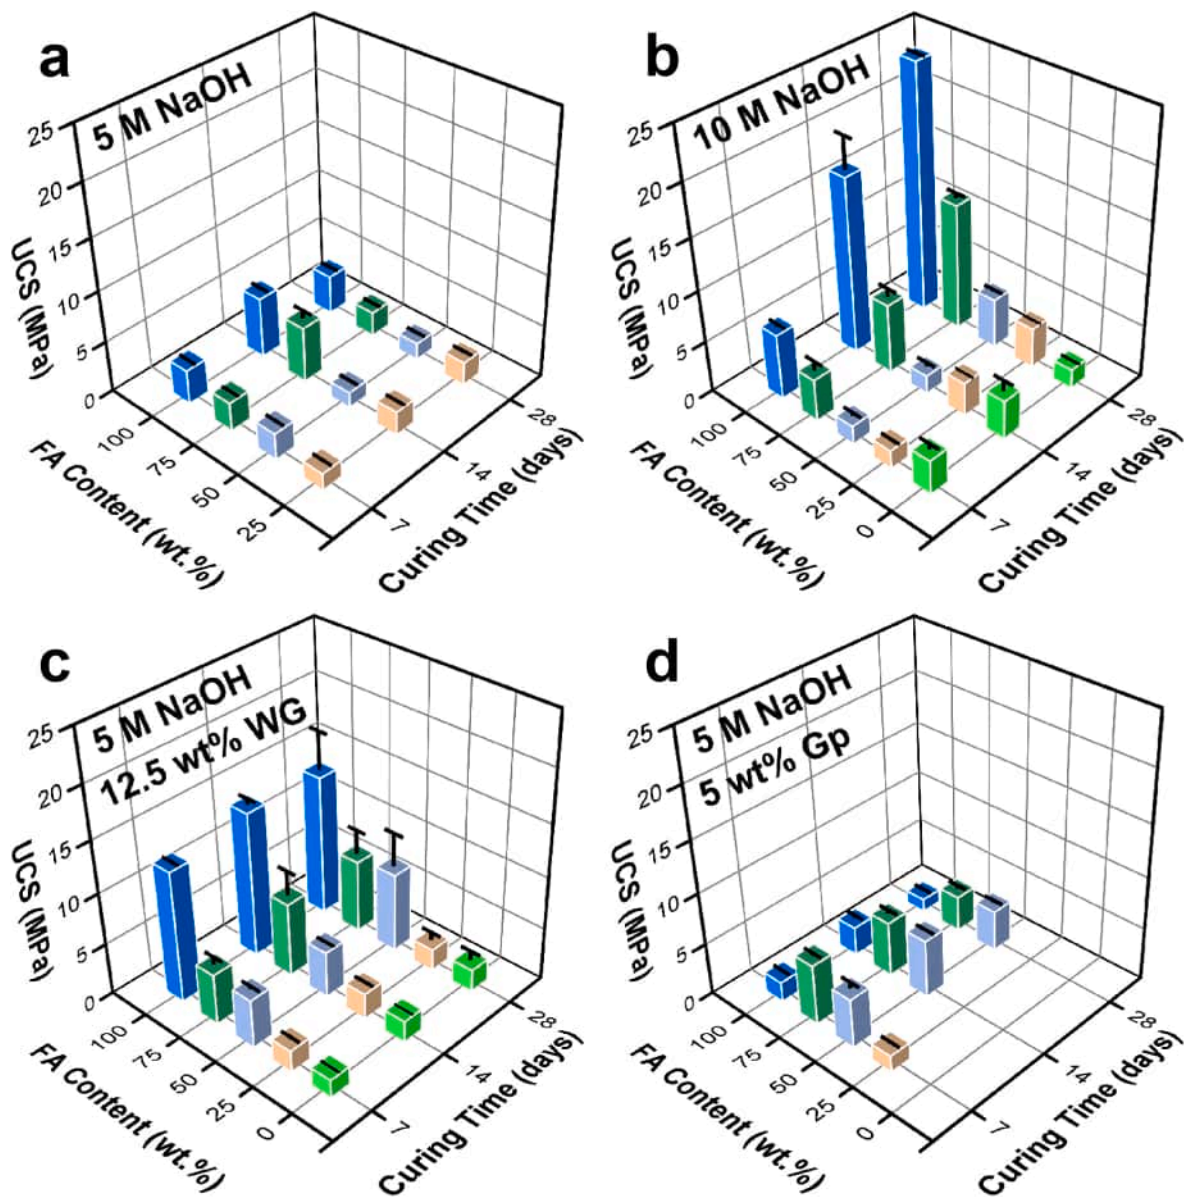 a
5 M NaOH
25
20
15
10
5
0
UCS (MPa)
100
75
50
25
FA Content (wt.%)
7
14
28
Curing Time (days)
b
10 M NaOH
25
20
15
10
5
0
UCS (MPa)
100
75
50
25
0
FA Content (wt.%)
7
14
28
Curing Time (days)
c
5 M NaOH
12.5 wt% WG
25
20
15
10
5
0
UCS (MPa)
100
75
50
25
0
FA Content (wt.%)
7
14
28
Curing Time (days)
d
5 M NaOH
5 wt% Gp
25
20
15
10
5
0
UCS (MPa)
100
75
50
25
0
FA Content (wt.%)
7
14
28
Curing Time (days)